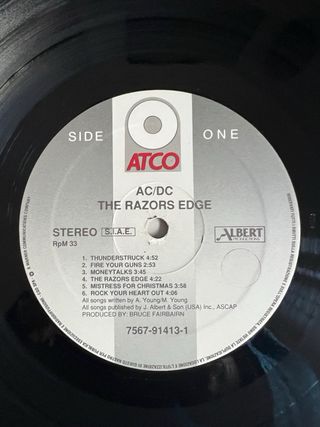 SIDE ONE
ATCO
AC/DC
THE RAZORS EDGE
STEREO S.I.A.E.
RpM 33
ALBERT
PRODUCTIONS
1. THUNDERSTRUCK 4:52
2. FIRE YOUR GUNS 2:53
3. MONEYTALKS 3:45
4. THE RAZORS EDGE 4:22
5. MISTRESS FOR CHRISTMAS 3:58
6. ROCK YOUR HEART OUT 4:06
All songs written by A. Young/M. Young
All songs published by J. Albert & Son (USA) Inc., ASCAP
PRODUCED BY: BRUCE FAIRBAIRN
7567-91413-1